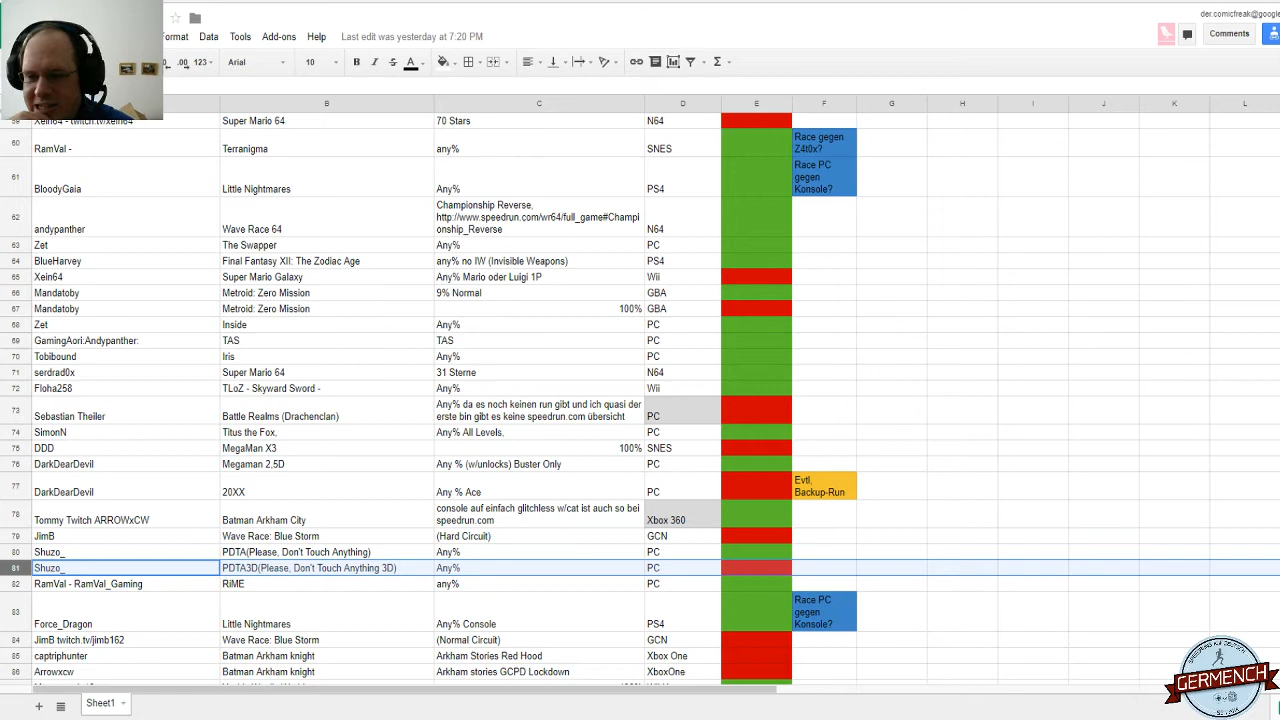 der.comicfreak@google
Format Data Tools Add-ons Help Last edit was yesterday at 7:20 PM
Comments
.0 .00 123 Arial 10 B I S A
B C D E F G H I J K L
59 Xein64 - twitch.tv/xein64 Super Mario 64 70 Stars N64
60 RamVal - Terranigma any% SNES Race gegen
Z4t0x?
61 BloodyGaia Little Nightmares Any% PS4 Race PC
gegen
Konsole?
62 andypanther Wave Race 64 Championship Reverse,
http://www.speedrun.com/wr64/full_game#Champi
onship_Reverse N64
63 Zet The Swapper Any% PC
64 BlueHarvey Final Fantasy XII: The Zodiac Age any% no IW (Invisible Weapons) PS4
65 Xein64 Super Mario Galaxy Any% Mario oder Luigi 1P Wii
66 Mandatoby Metroid: Zero Mission 9% Normal GBA
67 Mandatoby Metroid: Zero Mission 100% GBA
68 Zet Inside Any% PC
69 GamingAori:Andypanther: TAS TAS PC
70 Tobibound Iris Any% PC
71 serdrad0x Super Mario 64 31 Sterne N64
72 Floha258 TLoZ - Skyward Sword - Any% Wii
73 Sebastian Theiler Battle Realms (Drachenclan) Any% da es noch keinen run gibt und ich quasi der
erste bin gibt es keine speedrun.com übersicht PC
74 SimonN Titus the Fox, Any% All Levels, PC
75 DDD MegaMan X3 100% SNES
76 DarkDearDevil Megaman 2.5D Any % (w/unlocks) Buster Only PC
77 DarkDearDevil 20XX Any % Ace PC Evtl,
Backup-Run
78 Tommy Twitch ARROWxCW Batman Arkham City console auf einfach glitchless w/cat ist auch so bei
speedrun.com Xbox 360
79 JimB Wave Race: Blue Storm (Hard Circuit) GCN
80 Shuzo_ PDTA(Please, Don't Touch Anything) Any% PC
81 Shuzo_ PDTA3D(Please, Don't Touch Anything 3D) Any% PC
82 RamVal - RamVal_Gaming RiME any% PC
83 Force_Dragon Little Nightmares Any% Console PS4 Race PC
gegen
Konsole?
84 JimB twitch.tv/jimb162 Wave Race: Blue Storm (Normal Circuit) GCN
85 captriphunter Batman Arkham knight Arkham Stories Red Hood Xbox One
86 Arrowxcw Batman Arkham knight Arkham stories GCPD Lockdown XboxOne
Sheet1
GERMENCH